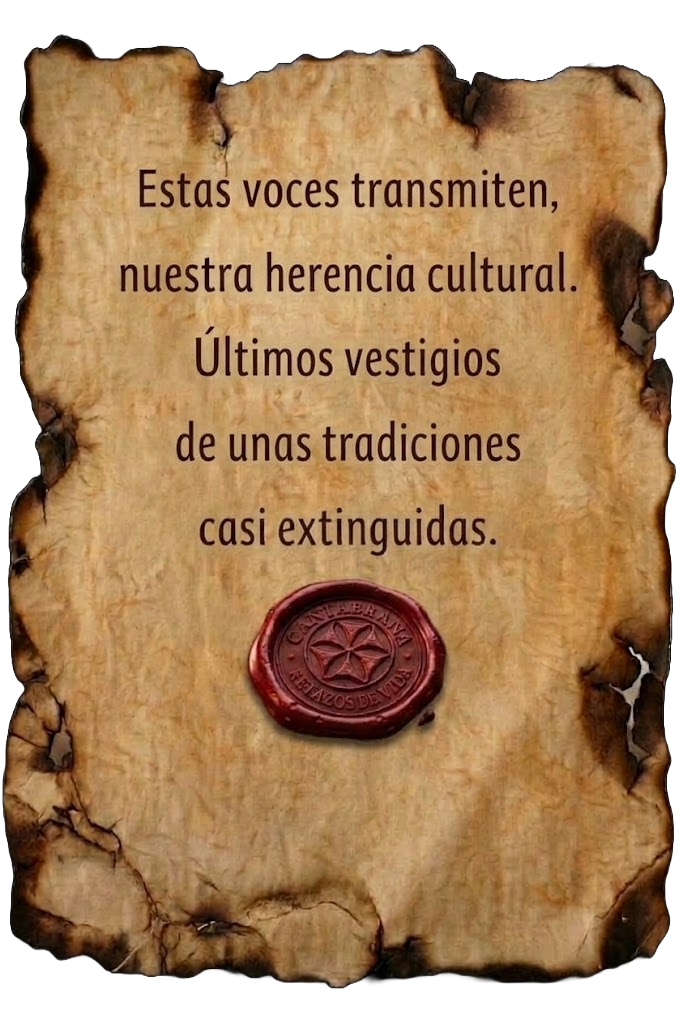 Estas voces transmiten,
nuestra herencia cultural.
Últimos vestigios
de unas tradiciones
casi extinguidas.
CANTABRANA
RETAZOS DE VIDA